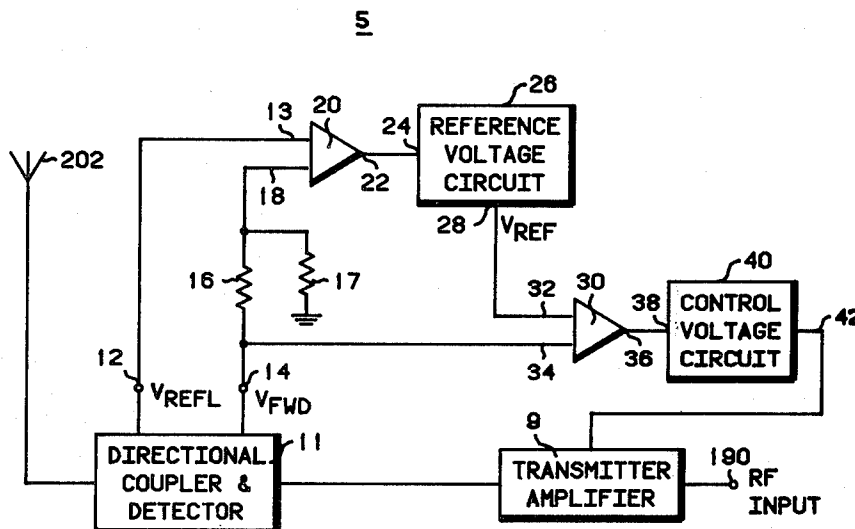 5
26
20
13
REFERENCE
VOLTAGE
CIRCUIT
24
22
18
202
28
VREF
16
17
40
30
32
38
CONTROL
VOLTAGE
CIRCUIT
42
36
34
12
VREFL
14
VFWD
11
DIRECTIONAL
COUPLER &
DETECTOR
9
TRANSMITTER
AMPLIFIER
190
RF
INPUT